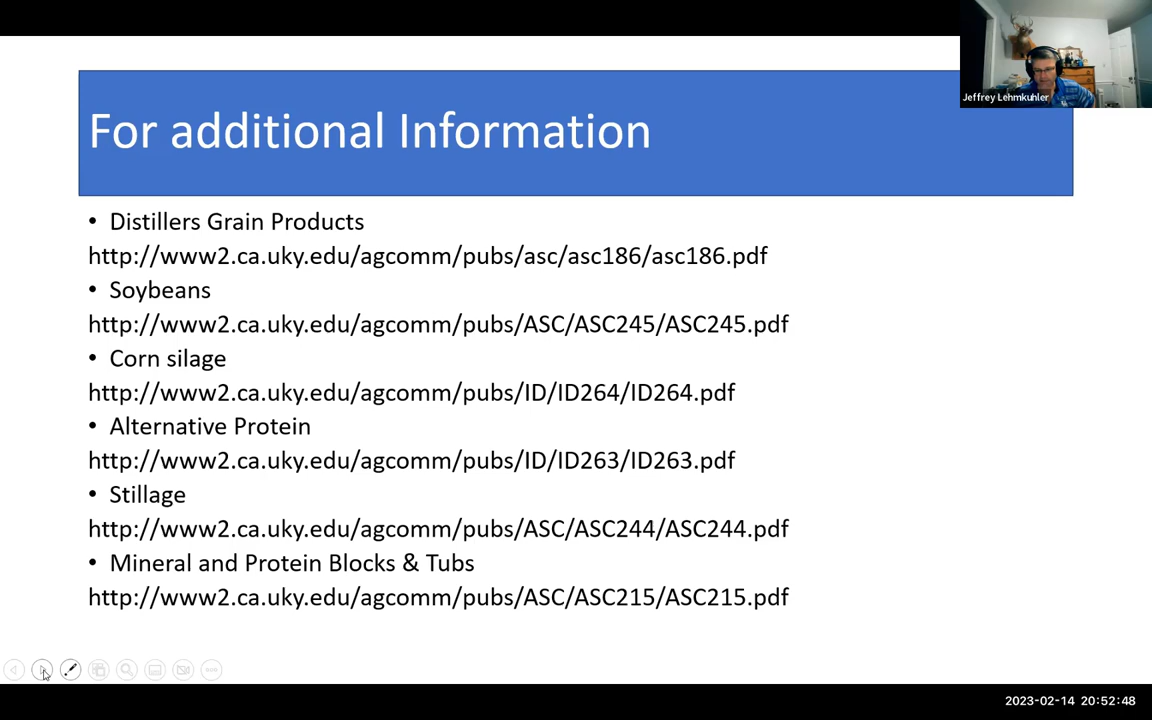 Jeffrey Lehmkuhler
For additional Information
• Distillers Grain Products
http://www2.ca.uky.edu/agcomm/pubs/asc/asc186/asc186.pdf
• Soybeans
http://www2.ca.uky.edu/agcomm/pubs/ASC/ASC245/ASC245.pdf
• Corn silage
http://www2.ca.uky.edu/agcomm/pubs/ID/ID264/ID264.pdf
• Alternative Protein
http://www2.ca.uky.edu/agcomm/pubs/ID/ID263/ID263.pdf
• Stillage
http://www2.ca.uky.edu/agcomm/pubs/ASC/ASC244/ASC244.pdf
• Mineral and Protein Blocks & Tubs
http://www2.ca.uky.edu/agcomm/pubs/ASC/ASC215/ASC215.pdf
2023-02-14 20:52:48